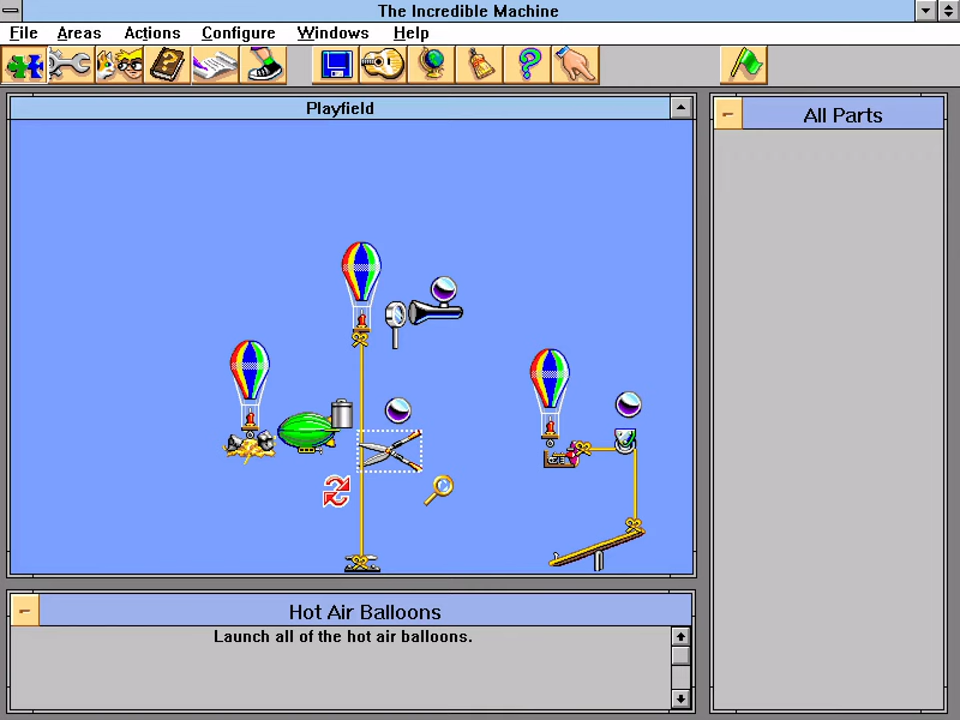 The Incredible Machine
File Areas Actions Configure Windows Help
Playfield
All Parts
Hot Air Balloons
Launch all of the hot air balloons.